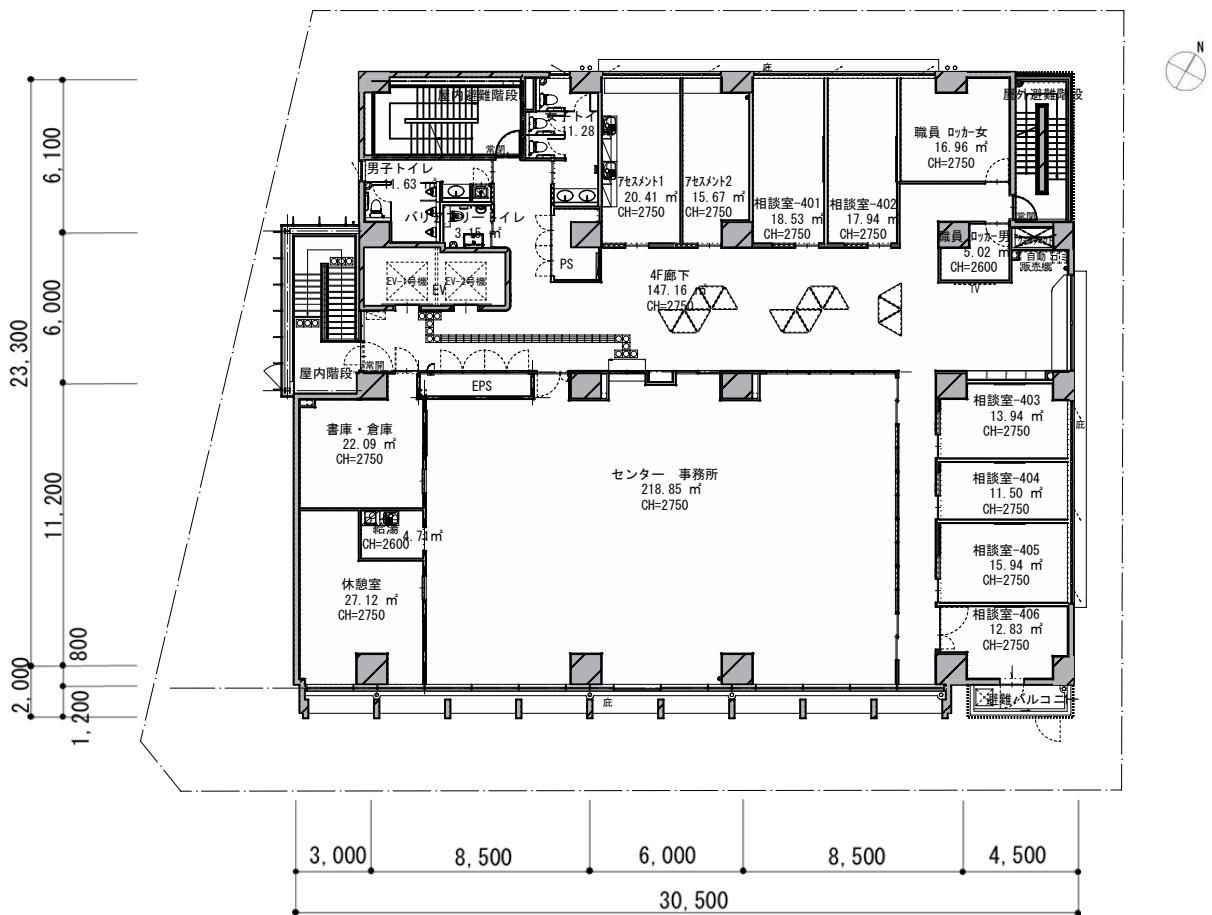 N
庇
屋内避難階段
女子トイ
11.28
屋外避難階段
常閉
職員 ﾛｯｶｰ女
16.96 ㎡
CH=2750
男子トイレ
11.63 ㎡
ｱｾｽﾒﾝﾄ1
20.41 ㎡
CH=2750
ｱｾｽﾒﾝﾄ2
15.67 ㎡
CH=2750
相談室-401
18.53 ㎡
CH=2750
相談室-402
17.94 ㎡
CH=2750
常閉
バリアフリートイレ
3.15 ㎡
職員 ﾛｯｶｰ男
5.02 ㎡
CH=2600
自動
販売機
TV
PS
EV-1号機
EV-2号機
EV
4F廊下
147.16 ㎡
CH=2750
屋内階段
常開
EPS
書庫・倉庫
22.09 ㎡
CH=2750
センター 事務所
218.85 ㎡
CH=2750
相談室-403
13.94 ㎡
CH=2750
庇
相談室-404
11.50 ㎡
CH=2750
給湯
4.71㎡
CH=2600
相談室-405
15.94 ㎡
CH=2750
休憩室
27.12 ㎡
CH=2750
相談室-406
12.83 ㎡
CH=2750
庇
避難バルコニー
23,300
2,000
6,100
6,000
11,200
800
1,200
3,000
8,500
6,000
8,500
4,500
30,500